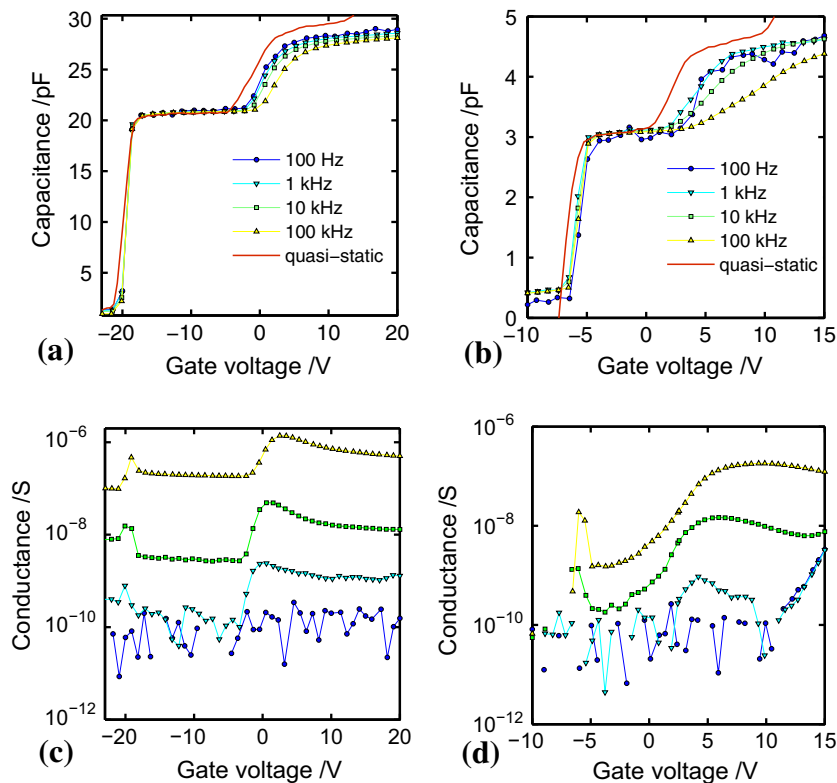 30
25
20
15
10
5
Capacitance /pF
100 Hz
1 kHz
10 kHz
100 kHz
quasi−static
−20
−10
0
10
20
(a)
Gate voltage /V
5
4
3
2
1
0
Capacitance /pF
100 Hz
1 kHz
10 kHz
100 kHz
quasi−static
−10
−5
0
5
10
15
(b)
Gate voltage /V
10−6
10−8
10−10
10−12
Conductance /S
−20
−10
0
10
20
(c)
Gate voltage /V
10−6
10−8
10−10
10−12
Conductance /S
−10
−5
0
5
10
15
(d)
Gate voltage /V